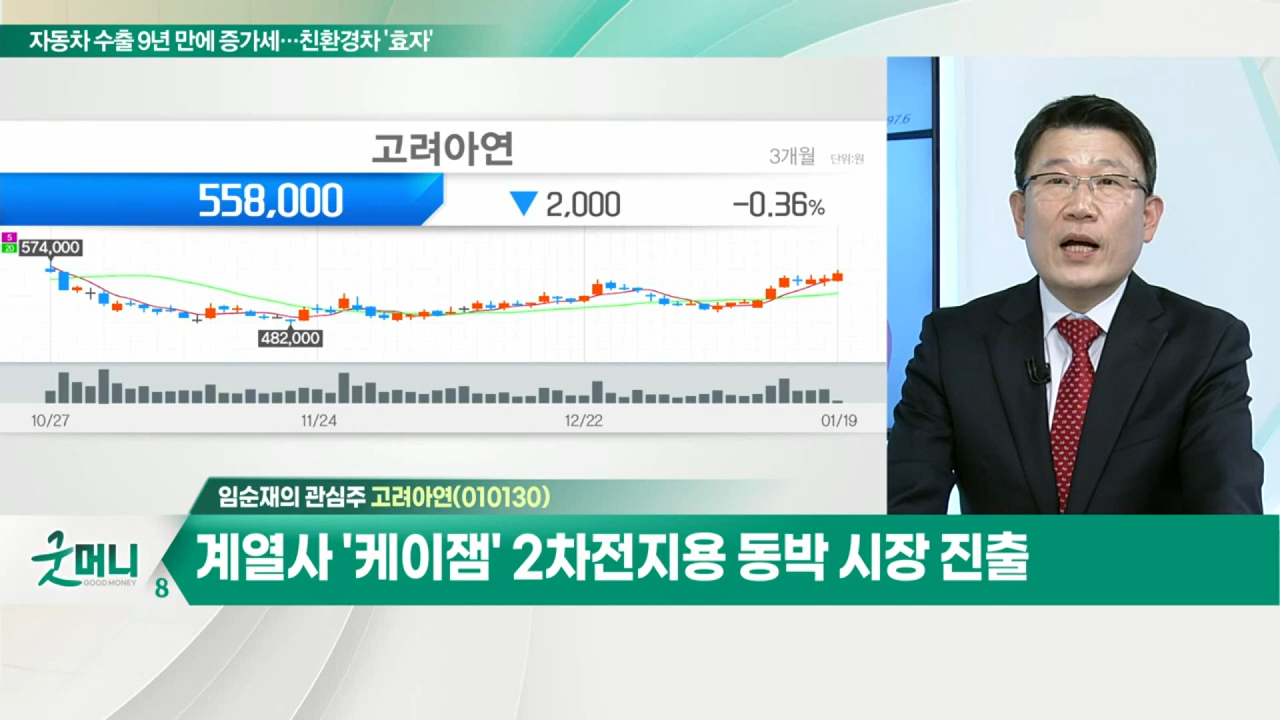 자동차 수출 9년 만에 증가세…친환경차 '효자'
97.6
고려아연
3개월 단위:원
558,000 ▼ 2,000 -0.36%
5
20
574,000
482,000
10/27 11/24 12/22 01/19
임순재의 관심주 고려아연(010130)
굿머니
GOOD MONEY
8
계열사 '케이잼' 2차전지용 동박 시장 진출